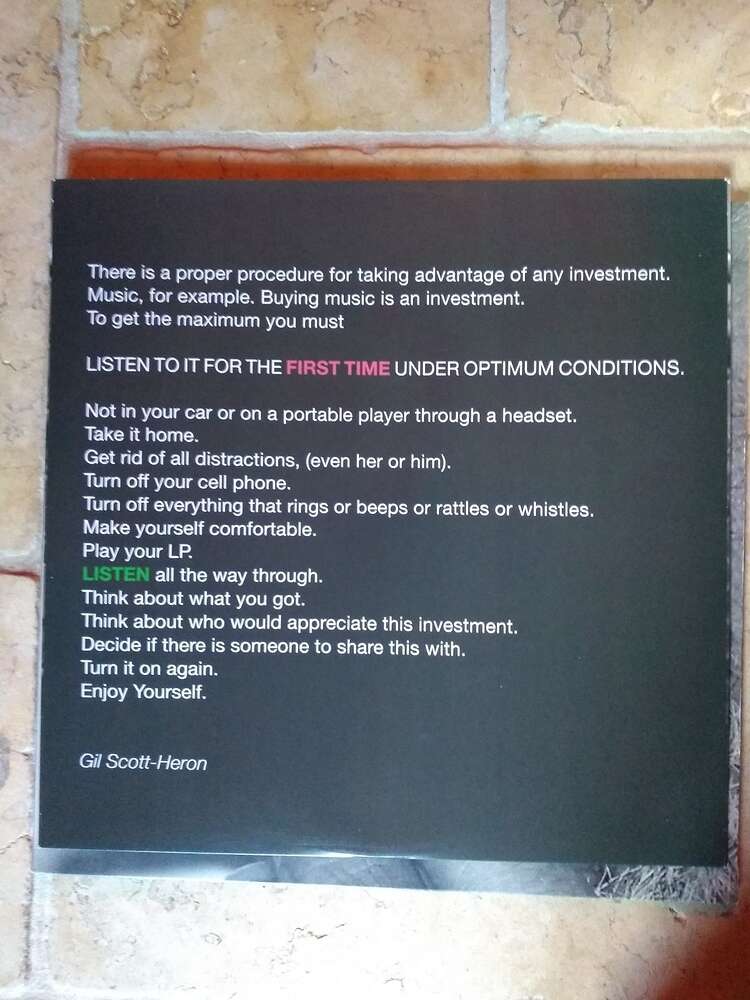 There is a proper procedure for taking advantage of any investment.
Music, for example. Buying music is an investment.
To get the maximum you must
LISTEN TO IT FOR THE FIRST TIME UNDER OPTIMUM CONDITIONS.
Not in your car or on a portable player through a headset.
Take it home.
Get rid of all distractions, (even her or him).
Turn off your cell phone.
Turn off everything that rings or beeps or rattles or whistles.
Make yourself comfortable.
Play your LP.
LISTEN all the way through.
Think about what you got.
Think about who would appreciate this investment.
Decide if there is someone to share this with.
Turn it on again.
Enjoy Yourself.
Gil Scott-Heron